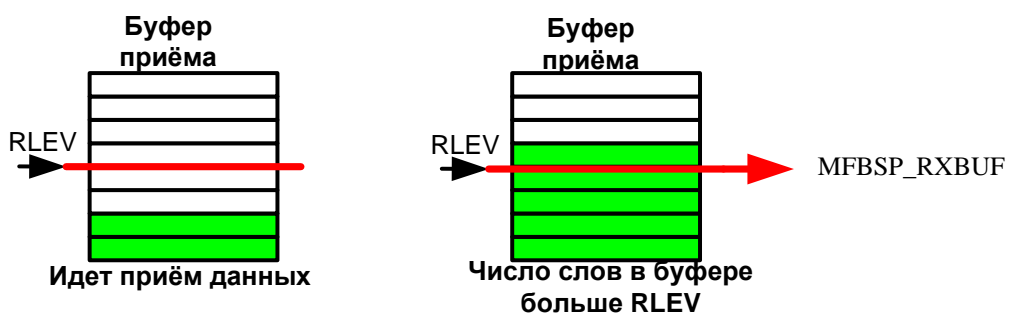 Буфер
приёма
RLEV
Идет приём данных
Буфер
приёма
RLEV
MFBSP_RXBUF
Число слов в буфере
больше RLEV